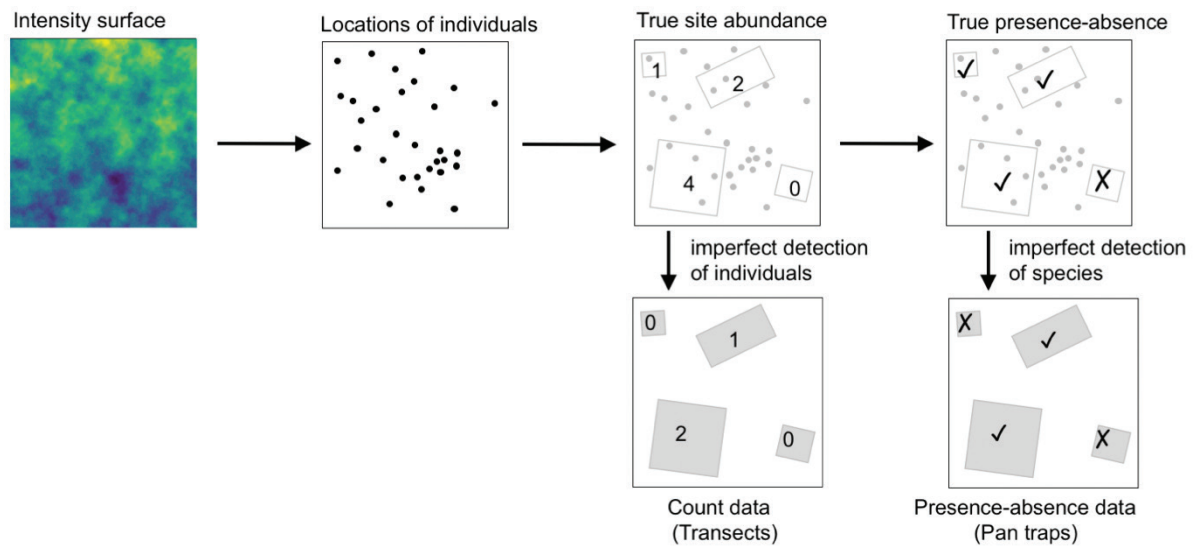 Intensity surface
Locations of individuals
True site abundance
True presence-absence
1
2
4
0
✓
✓
✓
X
imperfect detection
of individuals
imperfect detection
of species
0
1
2
0
X
✓
✓
X
Count data
(Transects)
Presence-absence data
(Pan traps)